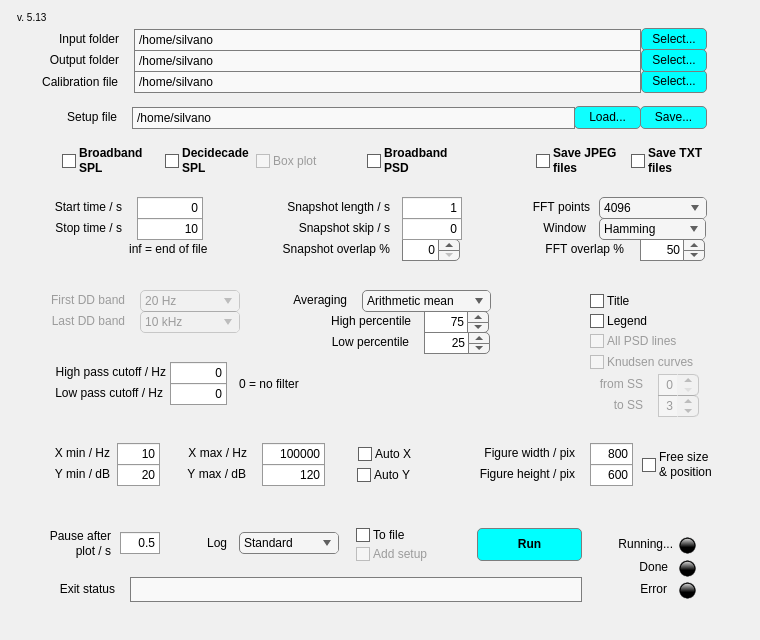 v. 5.13
Input folder /home/silvano Select...
Output folder /home/silvano Select...
Calibration file /home/silvano Select...
Setup file /home/silvano Load... Save...
Broadband Decidecade Box plot Broadband Save JPEG Save TXT
SPL SPL PSD files files
Start time / s 0 Snapshot length / s 1 FFT points 4096
Stop time / s 10 Snapshot skip / s 0 Window Hamming
inf = end of file Snapshot overlap % 0 FFT overlap % 50
First DD band 20 Hz Averaging Arithmetic mean Title
Last DD band 10 kHz High percentile 75 Legend
Low percentile 25 All PSD lines
Knudsen curves
High pass cutoff / Hz 0 0 = no filter from SS 0
Low pass cutoff / Hz 0 to SS 3
X min / Hz 10 X max / Hz 100000 Auto X Figure width / pix 800 Free size
Y min / dB 20 Y max / dB 120 Auto Y Figure height / pix 600 & position
Pause after 0.5 Log Standard To file Run Running...
plot / s Add setup
Done
Exit status Error